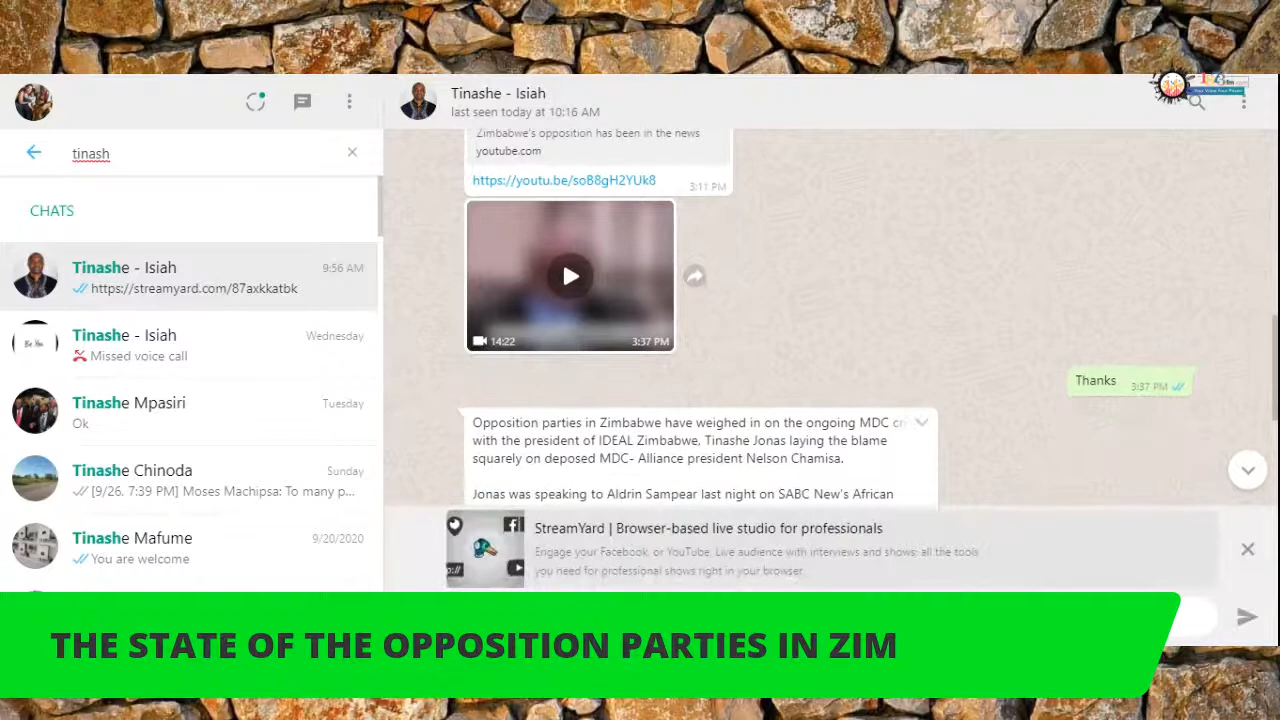 tinash
CHATS
Tinashe - Isiah
9:56 AM
https://streamyard.com/87axkkatbk
Tinashe - Isiah
Wednesday
Missed voice call
Tinashe Mpasiri
Tuesday
Ok
Tinashe Chinoda
Sunday
[9/26, 7:39 PM] Moses Machipsa: To many p...
Tinashe Mafume
9/20/2020
You are welcome
Tinashe - Isiah
last seen today at 10:16 AM
Zimbabwe's opposition has been in the news
youtube.com
https://youtu.be/soB8gH2YUk8
3:11 PM
14:22
3:37 PM
Thanks
3:37 PM
Opposition parties in Zimbabwe have weighed in on the ongoing MDC
with the president of IDEAL Zimbabwe, Tinashe Jonas laying the blame
squarely on deposed MDC- Alliance president Nelson Chamisa.
Jonas was speaking to Aldrin Sampear last night on SABC New's African
StreamYard | Browser-based live studio for professionals
Engage your Facebook, or YouTube. Live audience with interviews and shows: all the tools
you need for professional shows right in your browser.
THE STATE OF THE OPPOSITION PARTIES IN ZIM